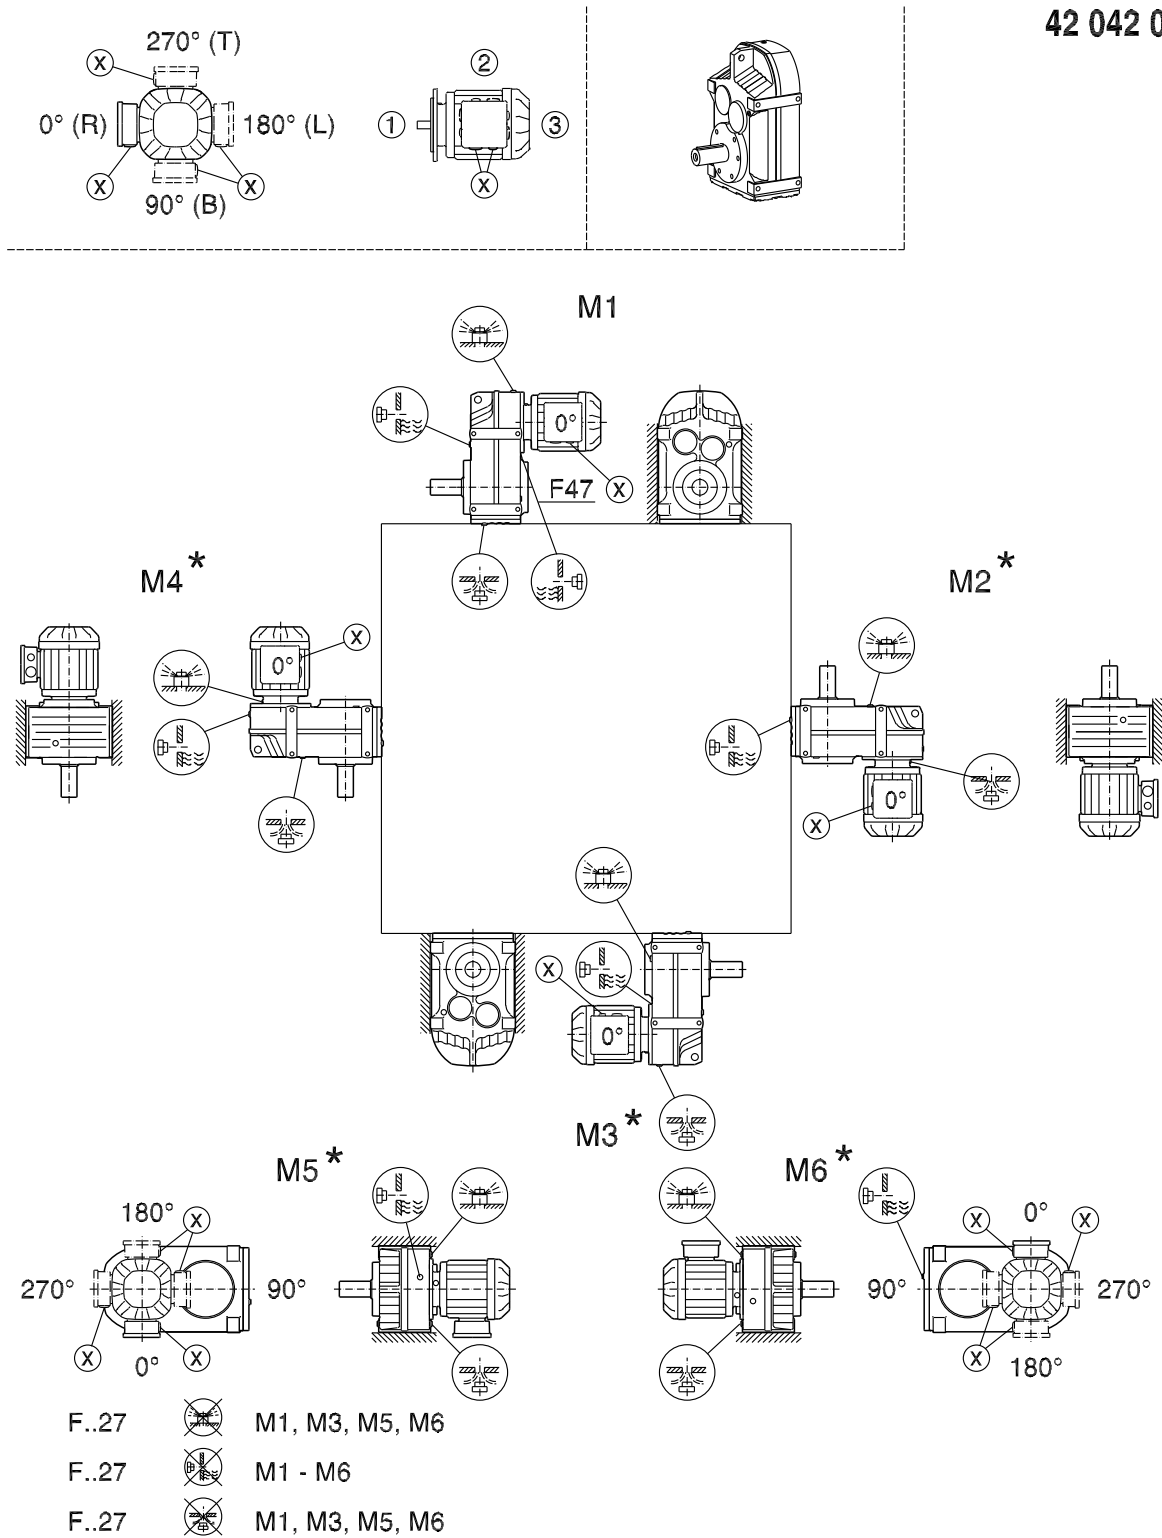 42 042 0
270° (T)
X
0° (R)
180° (L)
X
X
90° (B)
2
1
3
X
M1
0°
F47
X
M4*
M2*
X
0°
0°
X
X
0°
M3*
M5*
M6*
180°
X
270°
90°
X
X
0°
0°
X
X
90°
270°
X
180°
F..27 M1, M3, M5, M6
F..27 M1 - M6
F..27 M1, M3, M5, M6